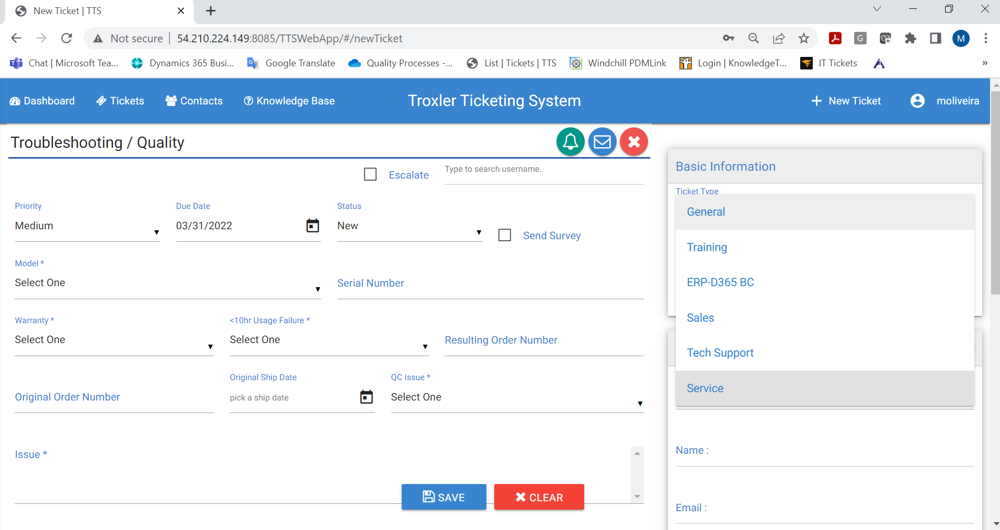 New Ticket | TTS
Not secure | 54.210.224.149:8085/TTSWebApp/#/newTicket
M
Chat | Microsoft Tea... Dynamics 365 Busi... Google Translate Quality Processes -... List | Tickets | TTS Windchill PDMLink Login | KnowledgeT... IT Tickets »
Dashboard Tickets Contacts Knowledge Base Troxler Ticketing System New Ticket moliveira
Troubleshooting / Quality
Escalate Type to search username.
Priority Due Date Status
Medium 03/31/2022 New
Send Survey
Model *
Select One Serial Number
Warranty * <10hr Usage Failure *
Select One Select One Resulting Order Number
Original Ship Date QC Issue *
Original Order Number pick a ship date Select One
Issue *
SAVE CLEAR
Basic Information
Ticket Type
General
Training
ERP-D365 BC
Sales
Tech Support
Service
Name :
Email :